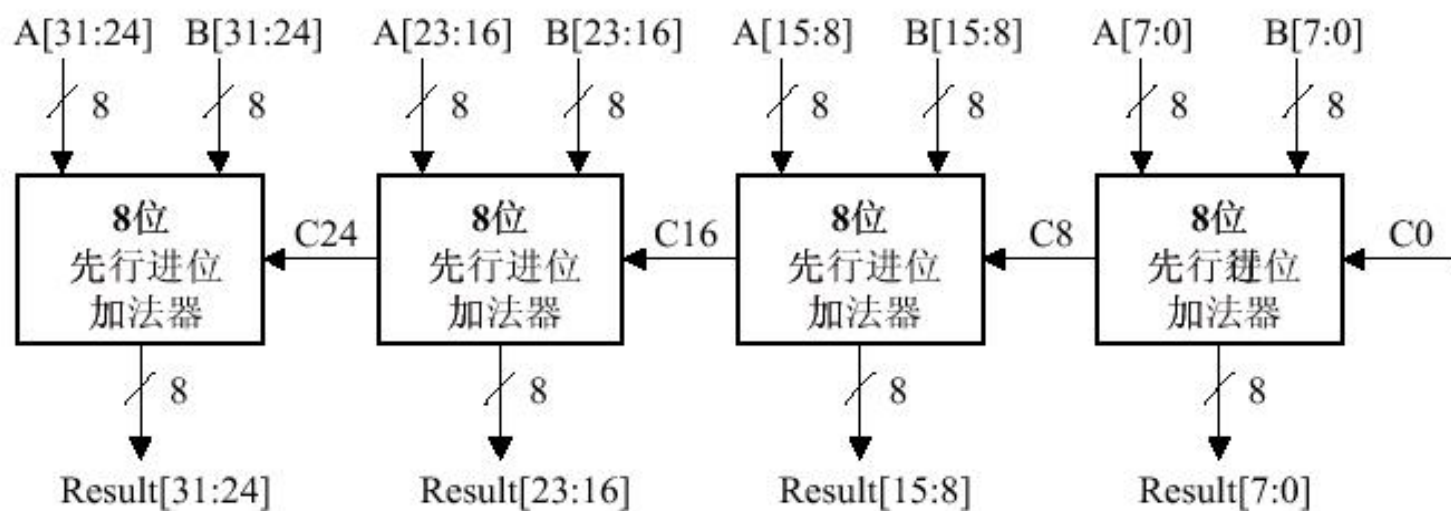 A[31:24] B[31:24] A[23:16] B[23:16] A[15:8] B[15:8] A[7:0] B[7:0]
8 8 8 8 8 8 8 8
8位 8位 8位 8位
C24 C16 C8 C0
先行进位 先行进位 先行进位 先行进位
加法器 加法器 加法器 加法器
8 8 8 8
Result[31:24] Result[23:16] Result[15:8] Result[7:0]